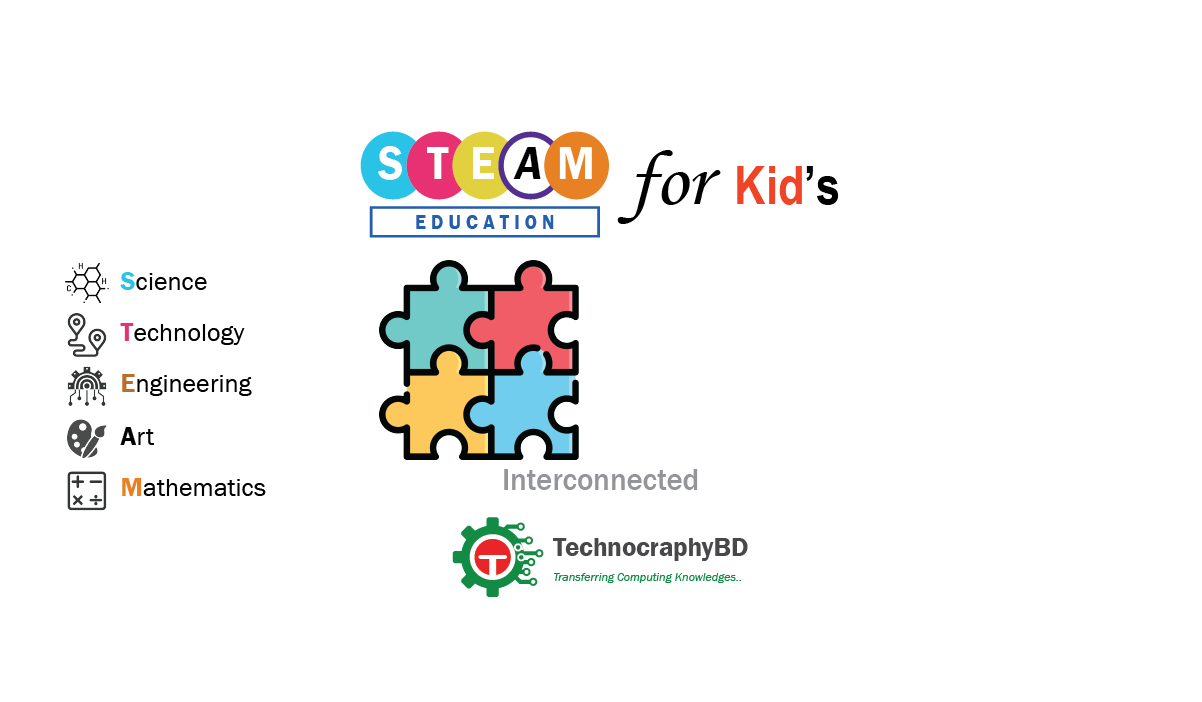 STEAM for Kid's
EDUCATION
H
H
C
Science
Technology
Engineering
Art
Mathematics
Interconnected
T
TechnocraphyBD
Transferring Computing Knowledges..